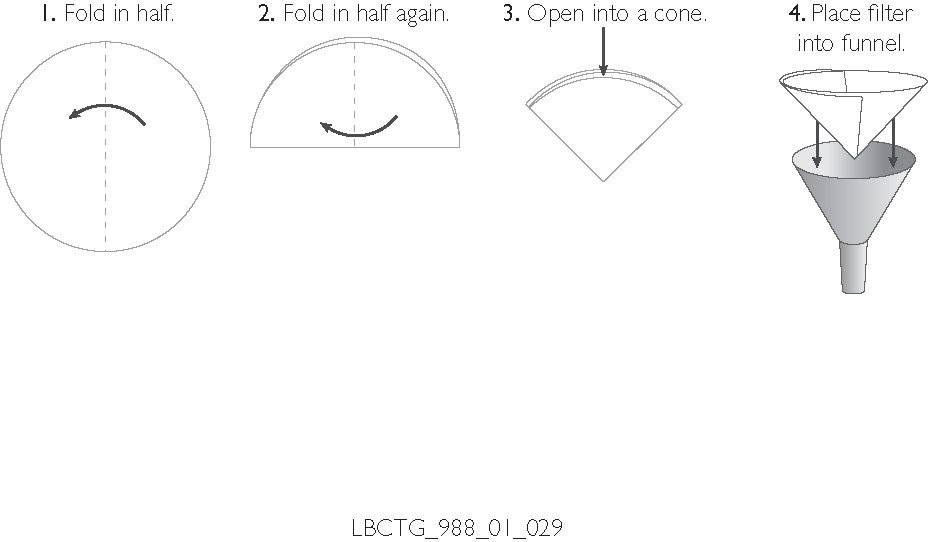 1. Fold in half.
2. Fold in half again.
3. Open into a cone.
4. Place filter
into funnel.
LBCTG_988_01_029